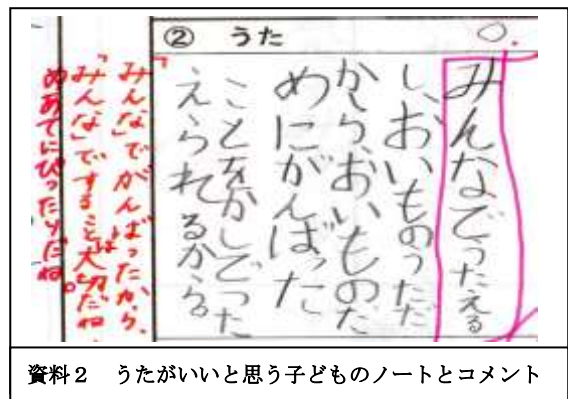 ② うた
みんなでうたえる
し、おいものうただ
から、おいものた
めにがんばった
ことをかしでつた
えられるから。
みんなでがんばったから、
「みんな」ですることは大切だね。
めあてにぴったりだね。
資料２ うたがいいと思う子どものノートとコメント